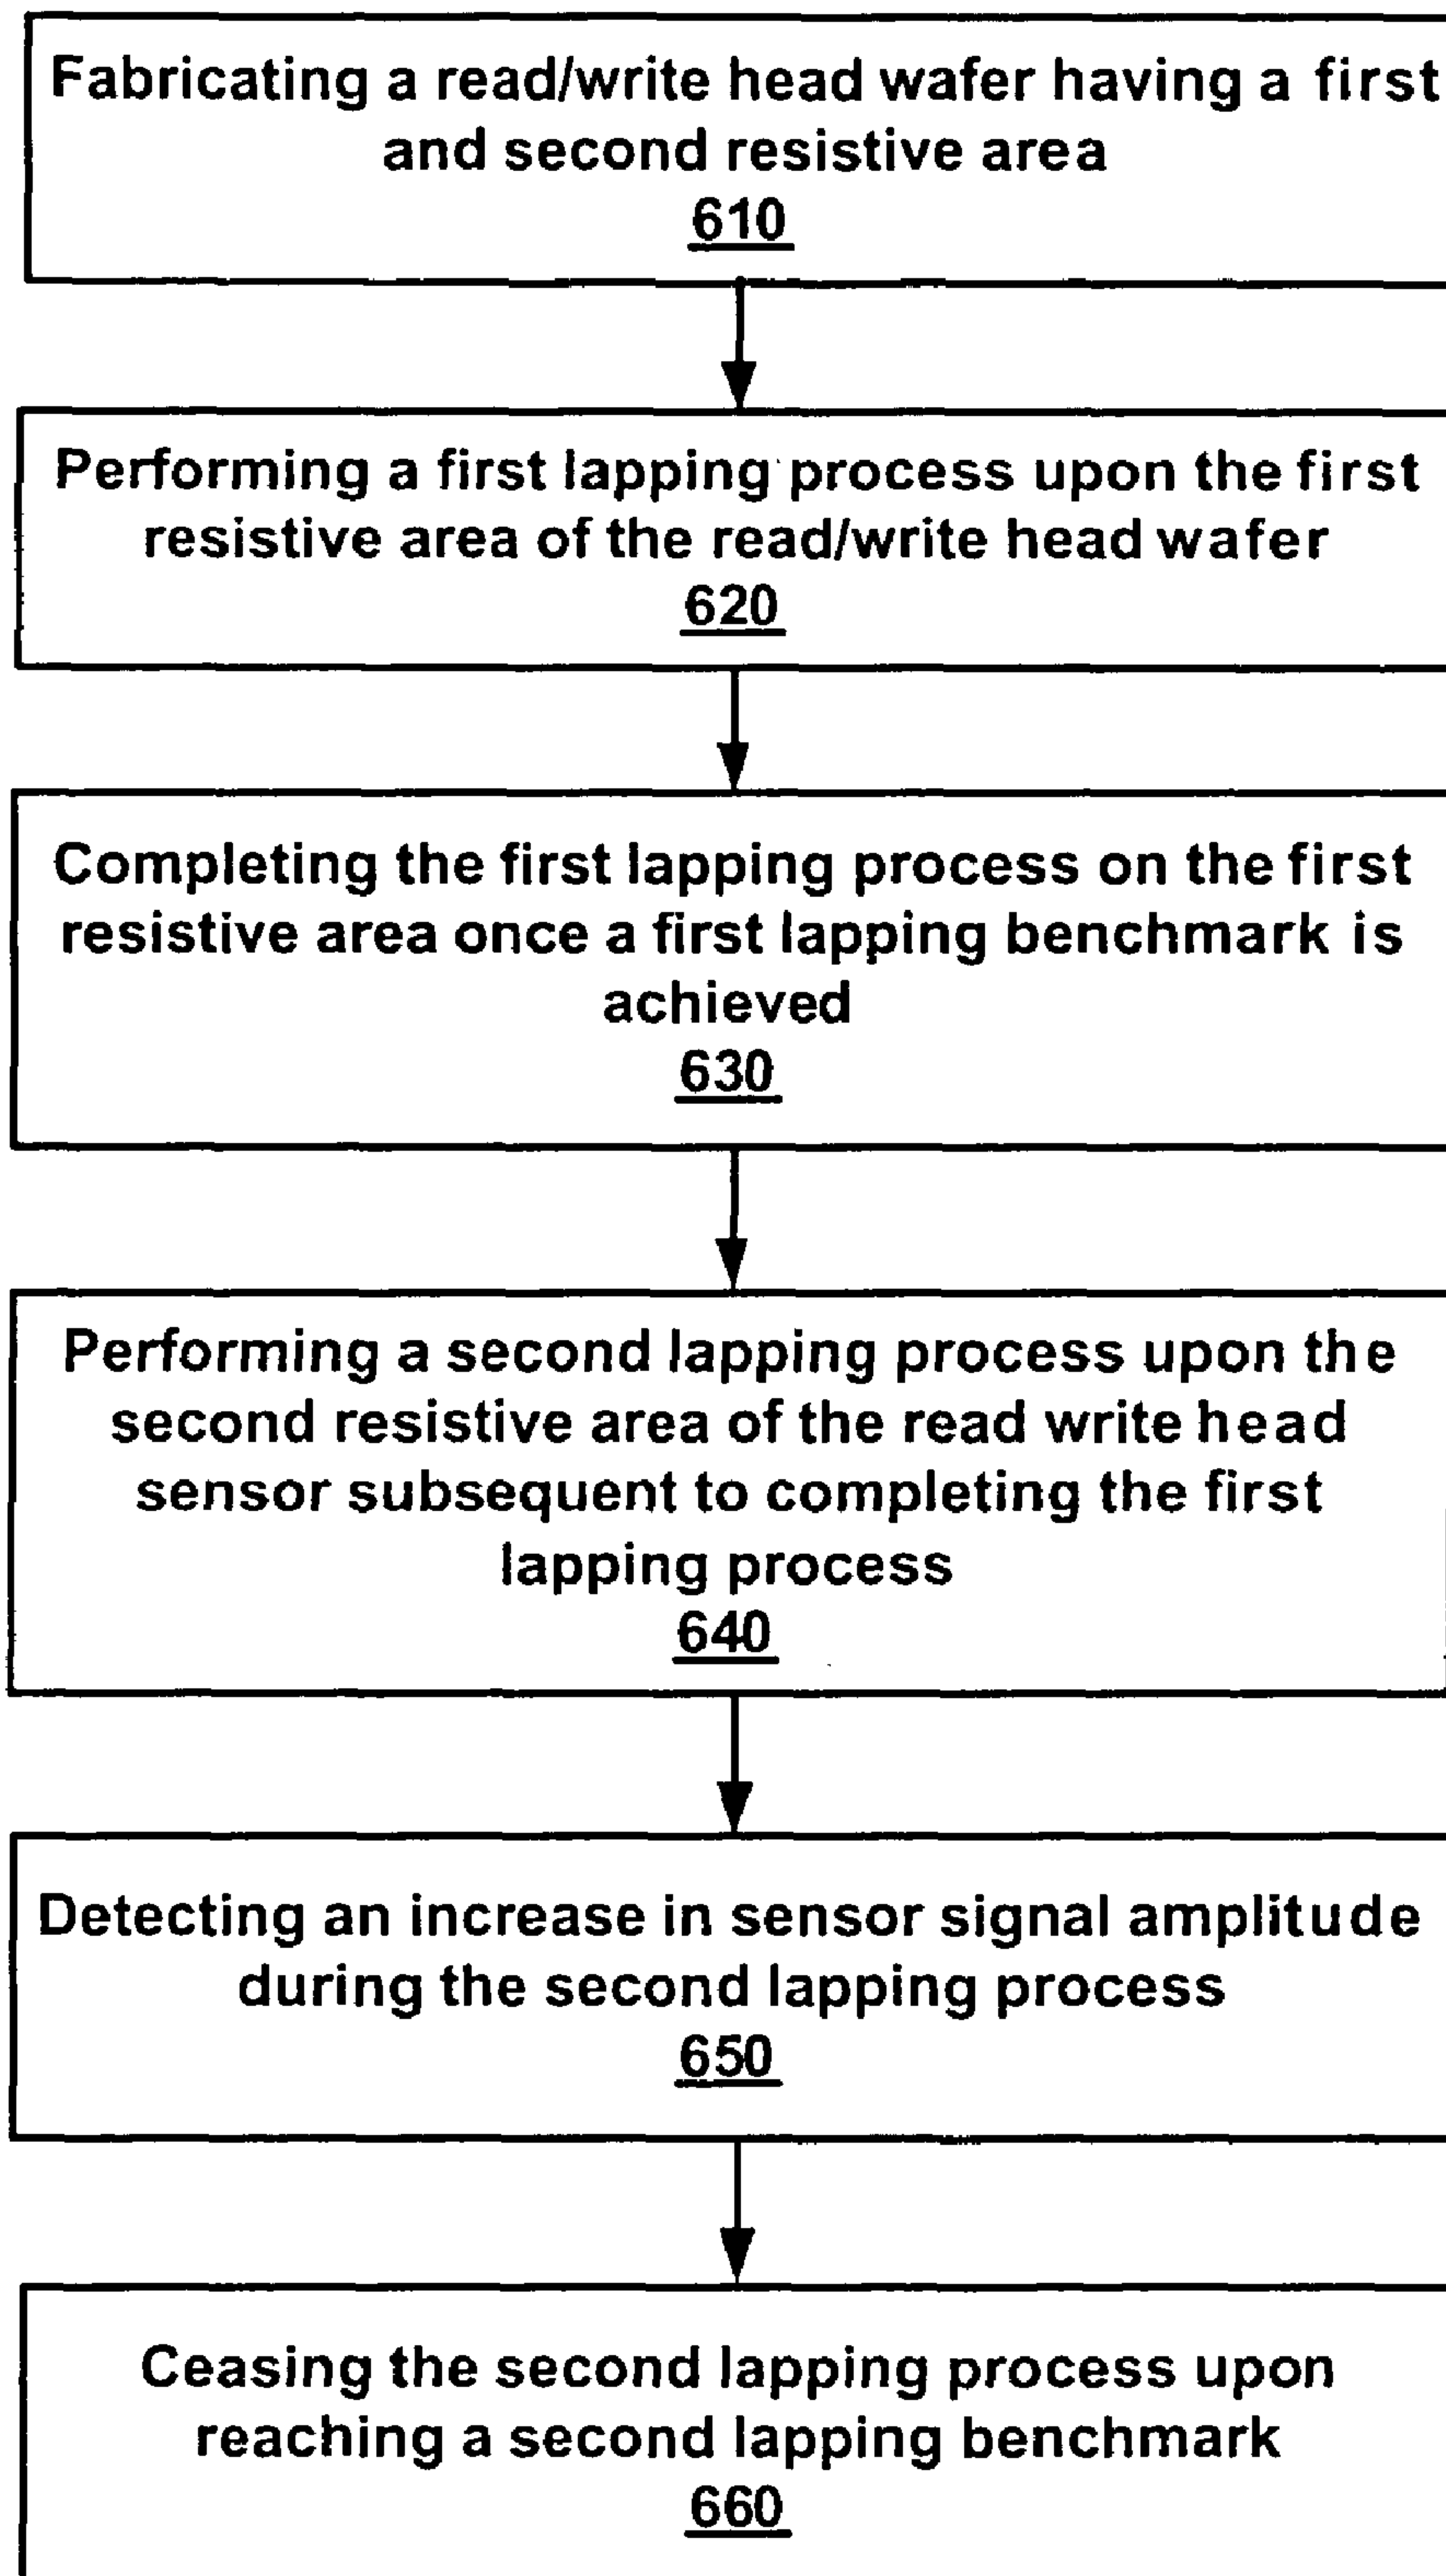 Fabricating a read/write head wafer having a first
and second resistive area
610
Performing a first lapping process upon the first
resistive area of the read/write head wafer
620
Completing the first lapping process on the first
resistive area once a first lapping benchmark is
achieved
630
Performing a second lapping process upon the
second resistive area of the read write head
sensor subsequent to completing the first
lapping process
640
Detecting an increase in sensor signal amplitude
during the second lapping process
650
Ceasing the second lapping process upon
reaching a second lapping benchmark
660